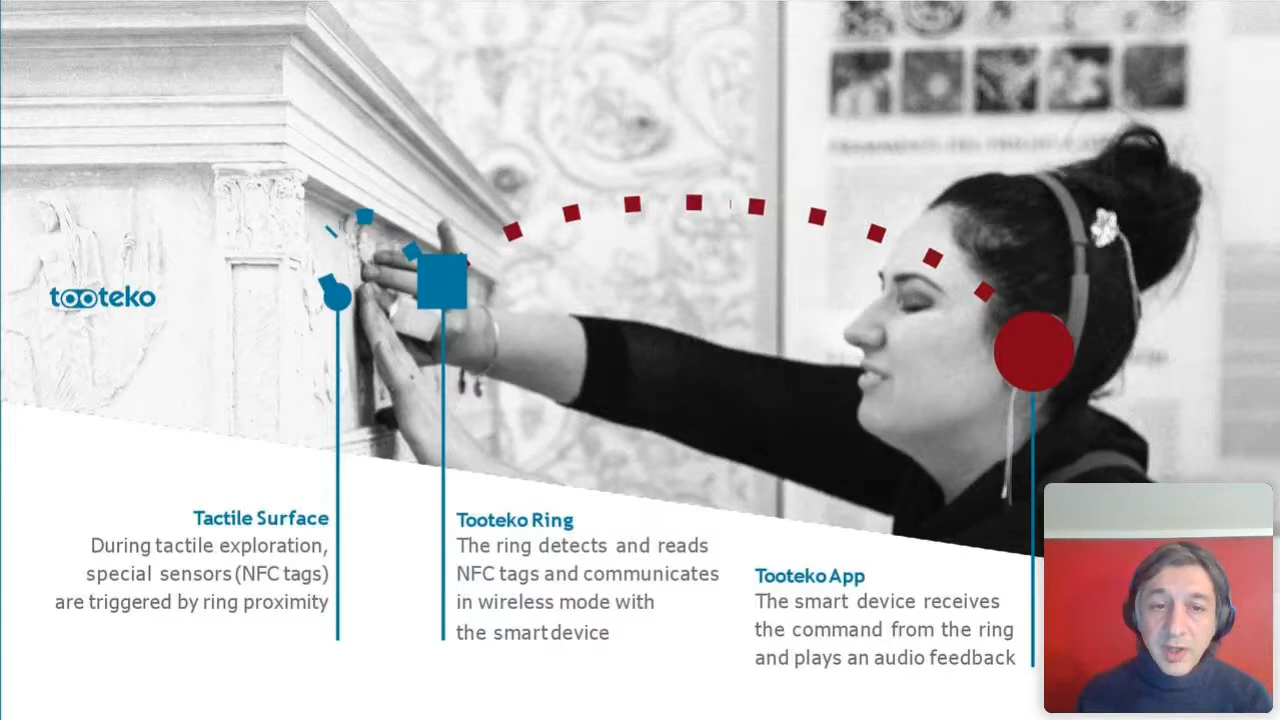 tooteko
Tactile Surface
During tactile exploration,
special sensors (NFC tags)
are triggered by ring proximity
Tooteko Ring
The ring detects and reads
NFC tags and communicates
in wireless mode with
the smart device
Tooteko App
The smart device receives
the command from the ring
and plays an audio feedback